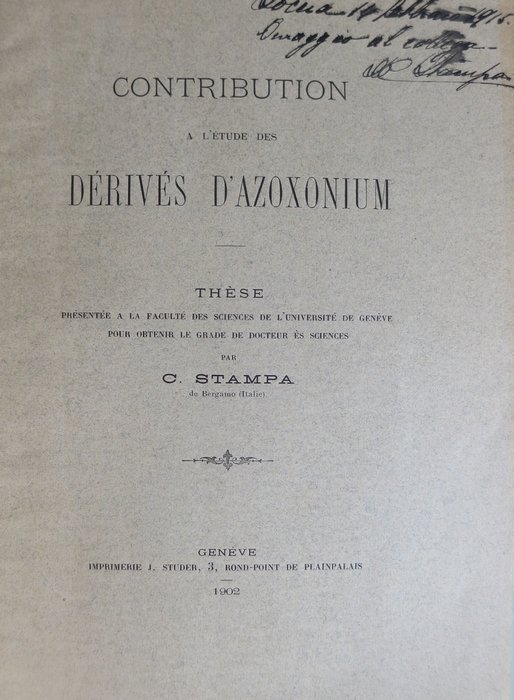 Omaggio al collega
C Stampa
CONTRIBUTION
A L'ÉTUDE DES
DÉRIVÉS D'AZOXONIUM
THÈSE
PRÉSENTÉE A LA FACULTÉ DES SCIENCES DE L'UNIVERSITÉ DE GENÈVE
POUR OBTENIR LE GRADE DE DOCTEUR ÈS SCIENCES
PAR
C. STAMPA
de Bergamo (Italie).
GENÈVE
IMPRIMERIE J. STUDER, 3, ROND-POINT DE PLAINPALAIS
1902